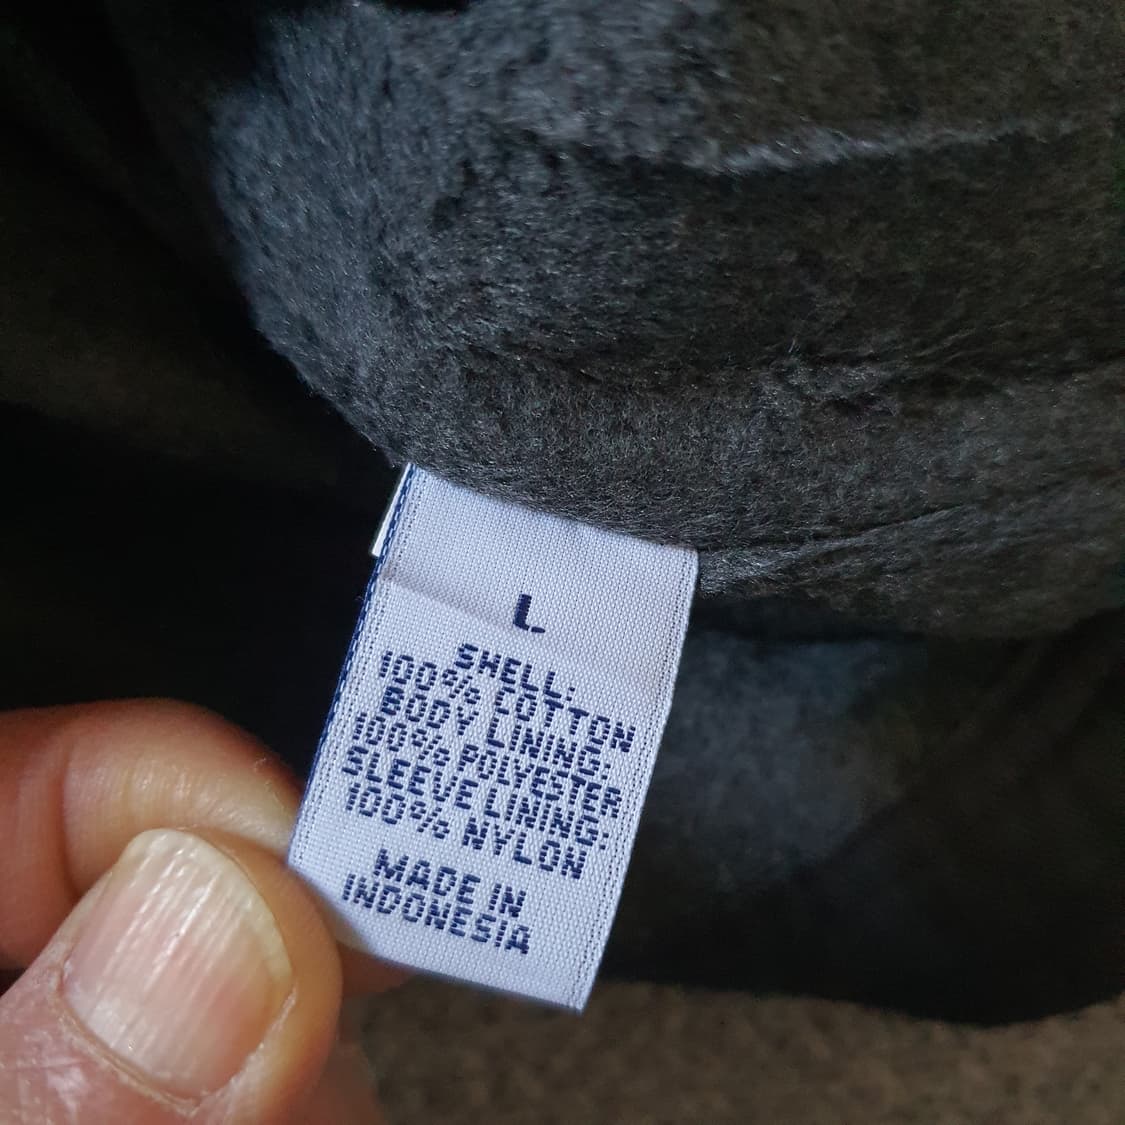 L
SHELL:
100% COTTON
BODY LINING:
100% POLYESTER
SLEEVE LINING:
100% NYLON
MADE IN
INDONESIA